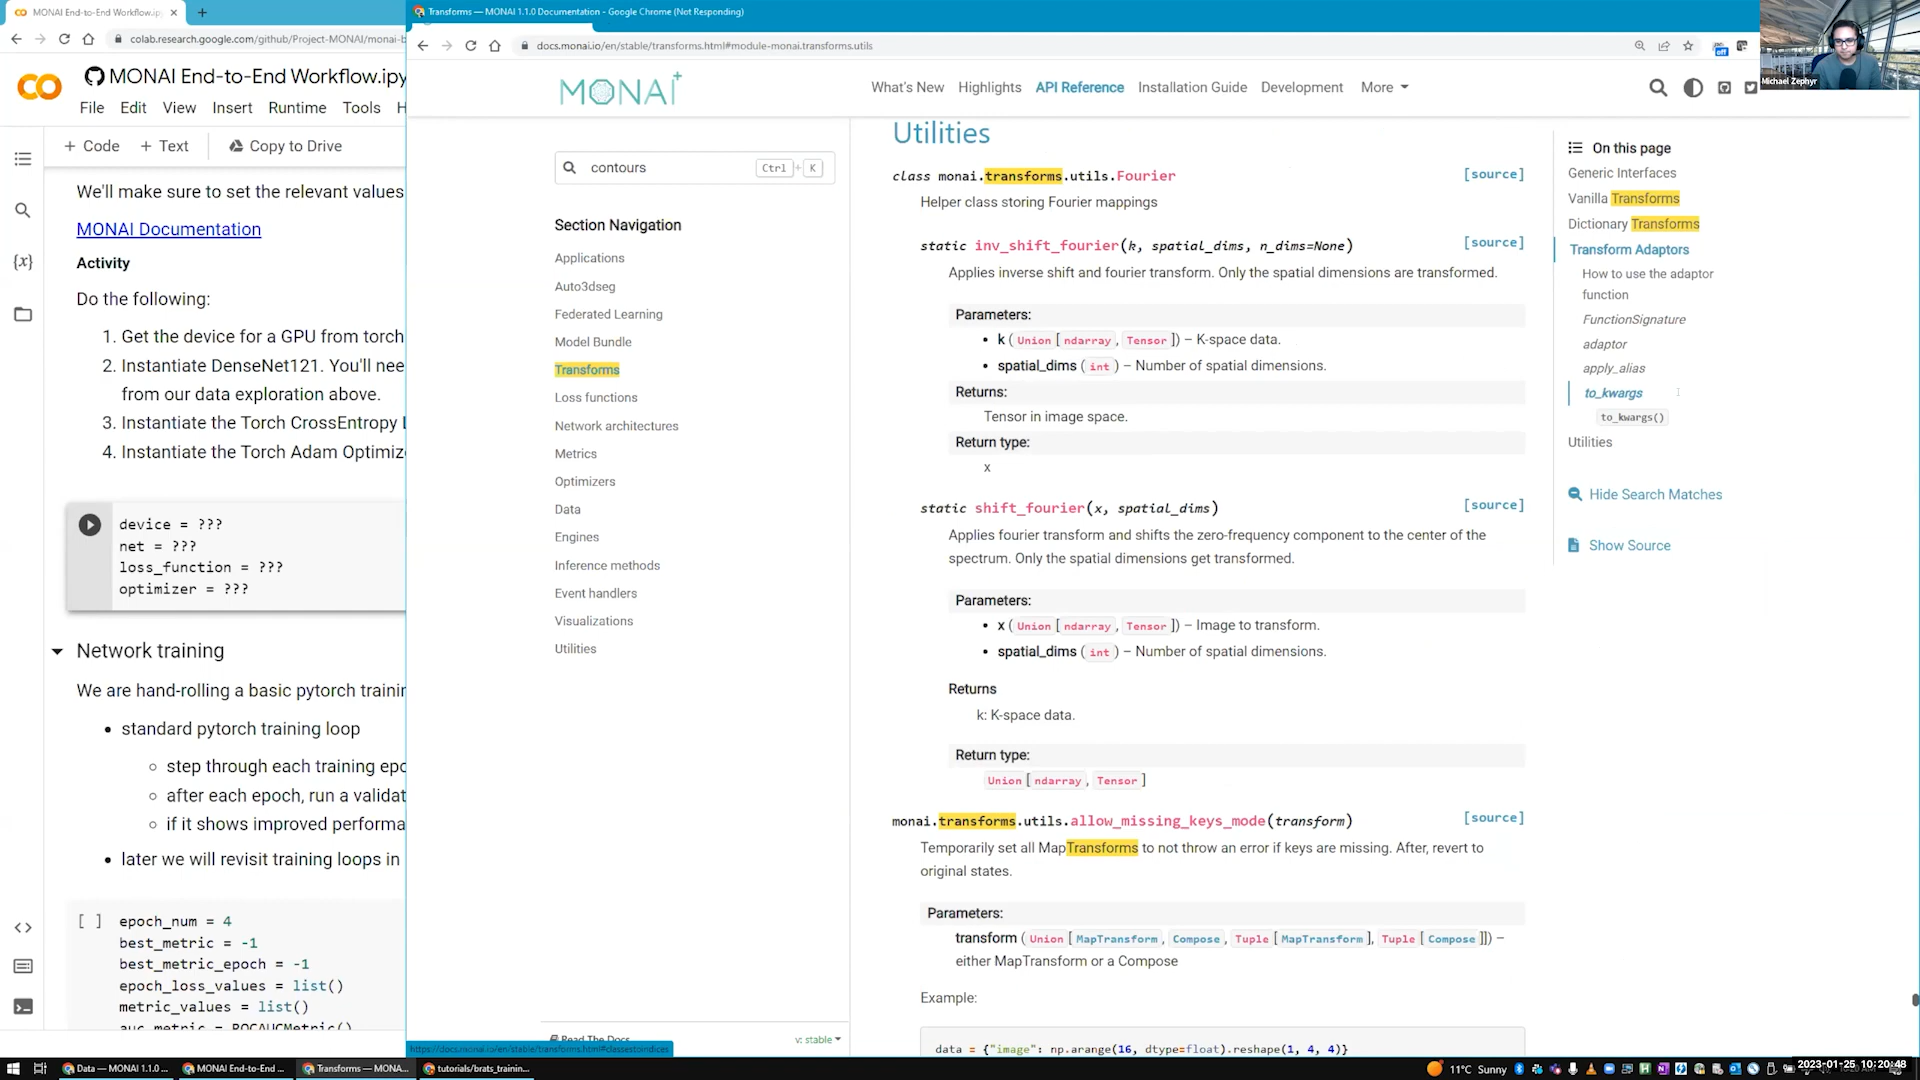 MONAI End-to-End Workflow.ipy
Transforms — MONAI 1.1.0 Documentation - Google Chrome (Not Responding)
colab.research.google.com/github/Project-MONAI/monai-b
docs.monai.io/en/stable/transforms.html#module-monai.transforms.utils
off
Michael Zephyr
CO
MONAI End-to-End Workflow.ipy
File Edit View Insert Runtime Tools H
MONAI
What's New Highlights API Reference Installation Guide Development More
+ Code + Text Copy to Drive
We'll make sure to set the relevant values
MONAI Documentation
Activity
Do the following:
1. Get the device for a GPU from torch
2. Instantiate DenseNet121. You'll nee
from our data exploration above.
3. Instantiate the Torch CrossEntropy L
4. Instantiate the Torch Adam Optimiz
device = ???
net = ???
loss_function = ???
optimizer = ???
Network training
We are hand-rolling a basic pytorch trainin
• standard pytorch training loop
○ step through each training epo
○ after each epoch, run a validat
○ if it shows improved performa
• later we will revisit training loops in
[ ] epoch_num = 4
best_metric = -1
best_metric_epoch = -1
epoch_loss_values = list()
metric_values = list()
auc_metric = ROCAUCMetric()
contours Ctrl + K
Section Navigation
Applications
Auto3dseg
Federated Learning
Model Bundle
Transforms
Loss functions
Network architectures
Metrics
Optimizers
Data
Engines
Inference methods
Event handlers
Visualizations
Utilities
Read The Docs v: stable
https://docs.monai.io/en/stable/transforms.html#classestoindices
Utilities
class monai.transforms.utils.Fourier [source]
Helper class storing Fourier mappings
static inv_shift_fourier(k, spatial_dims, n_dims=None) [source]
Applies inverse shift and fourier transform. Only the spatial dimensions are transformed.
Parameters:
• k (Union[ndarray, Tensor]) – K-space data.
• spatial_dims (int) – Number of spatial dimensions.
Returns:
Tensor in image space.
Return type:
x
static shift_fourier(x, spatial_dims) [source]
Applies fourier transform and shifts the zero-frequency component to the center of the
spectrum. Only the spatial dimensions get transformed.
Parameters:
• x (Union[ndarray, Tensor]) – Image to transform.
• spatial_dims (int) – Number of spatial dimensions.
Returns
k: K-space data.
Return type:
Union[ndarray, Tensor]
monai.transforms.utils.allow_missing_keys_mode(transform) [source]
Temporarily set all MapTransforms to not throw an error if keys are missing. After, revert to
original states.
Parameters:
transform (Union[MapTransform, Compose, Tuple[MapTransform], Tuple[Compose]]) –
either MapTransform or a Compose
Example:
data = {"image": np.arange(16, dtype=float).reshape(1, 4, 4)}
On this page
Generic Interfaces
Vanilla Transforms
Dictionary Transforms
Transform Adaptors
How to use the adaptor
function
FunctionSignature
adaptor
apply_alias
to_kwargs
to_kwargs()
Utilities
Hide Search Matches
Show Source
Data — MONAI 1.1.0 ... MONAI End-to-End ... Transforms — MONA... tutorials/brats_trainin...
11°C Sunny
2023-01-25 10:20:48